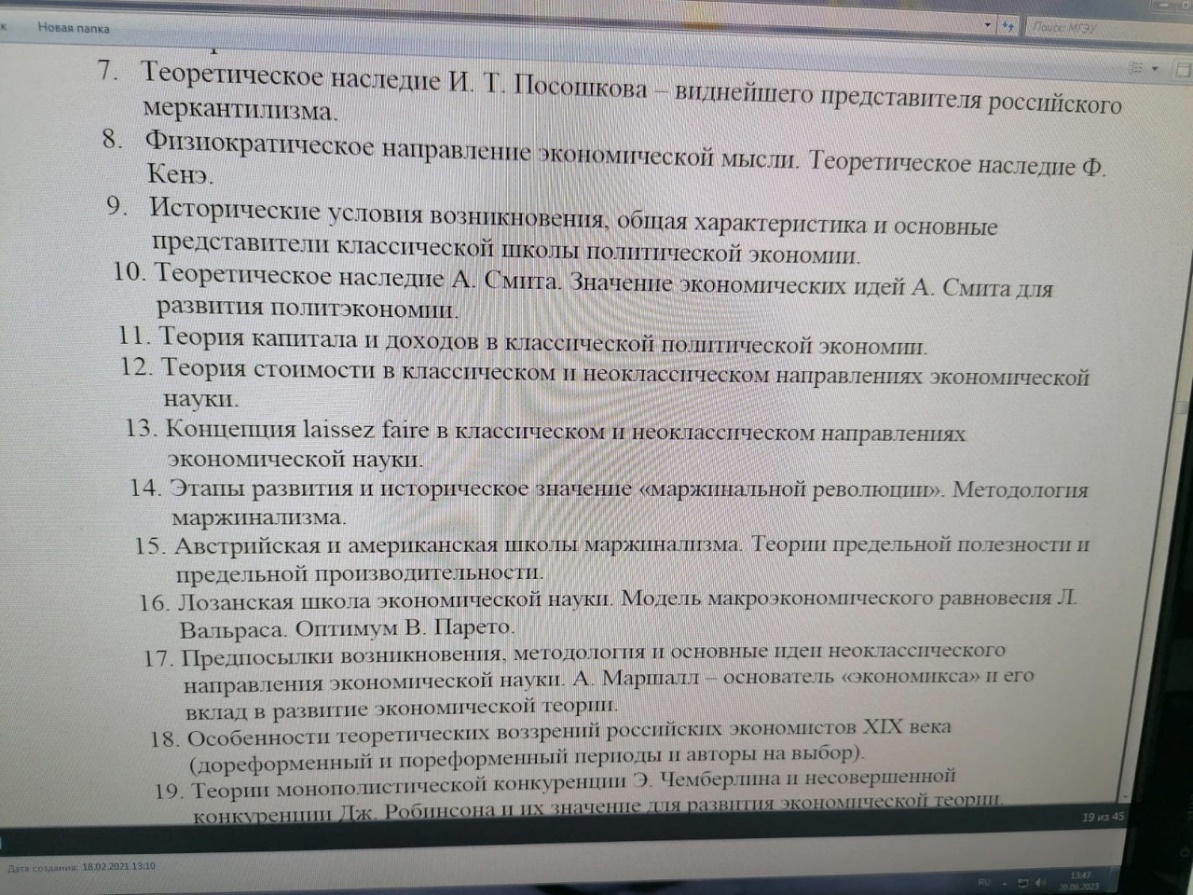 Новая папка
Поиск: МГЭУ
7. Теоретическое наследие И. Т. Посошкова – виднейшего представителя российского
меркантилизма.
8. Физиократическое направление экономической мысли. Теоретическое наследие Ф.
Кенэ.
9. Исторические условия возникновения, общая характеристика и основные
представители классической школы политической экономии.
10. Теоретическое наследие А. Смита. Значение экономических идей А. Смита для
развития политэкономии.
11. Теория капитала и доходов в классической политической экономии.
12. Теория стоимости в классическом и неоклассическом направлениях экономической
науки.
13. Концепция laissez faire в классическом и неоклассическом направлениях
экономической науки.
14. Этапы развития и историческое значение «маржинальной революции». Методология
маржинализма.
15. Австрийская и американская школы маржинализма. Теории предельной полезности и
предельной производительности.
16. Лозанская школа экономической науки. Модель макроэкономического равновесия Л.
Вальраса. Оптимум В. Парето.
17. Предпосылки возникновения, методология и основные идеи неоклассического
направления экономической науки. А. Маршалл – основатель «экономикса» и его
вклад в развитие экономической теории.
18. Особенности теоретических воззрений российских экономистов XIX века
(дореформенный и пореформенный периоды и авторы на выбор).
19. Теории монополистической конкуренции Э. Чемберлина и несовершенной
конкуренции Дж. Робинсона и их значение для развития экономической теории.
19 из 45
Дата создания: 18.02.2021 13:10
RU
13:47